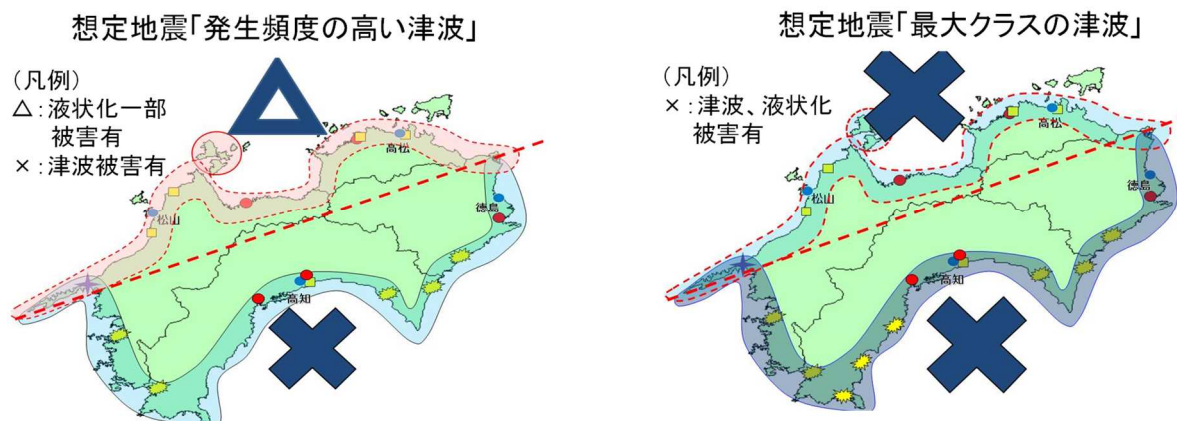 想定地震「発生頻度の高い津波」
(凡例)
△:液状化一部
被害有
×:津波被害有
高松
松山
徳島
高知
想定地震「最大クラスの津波」
(凡例)
×:津波、液状化
被害有
高松
松山
徳島
高知